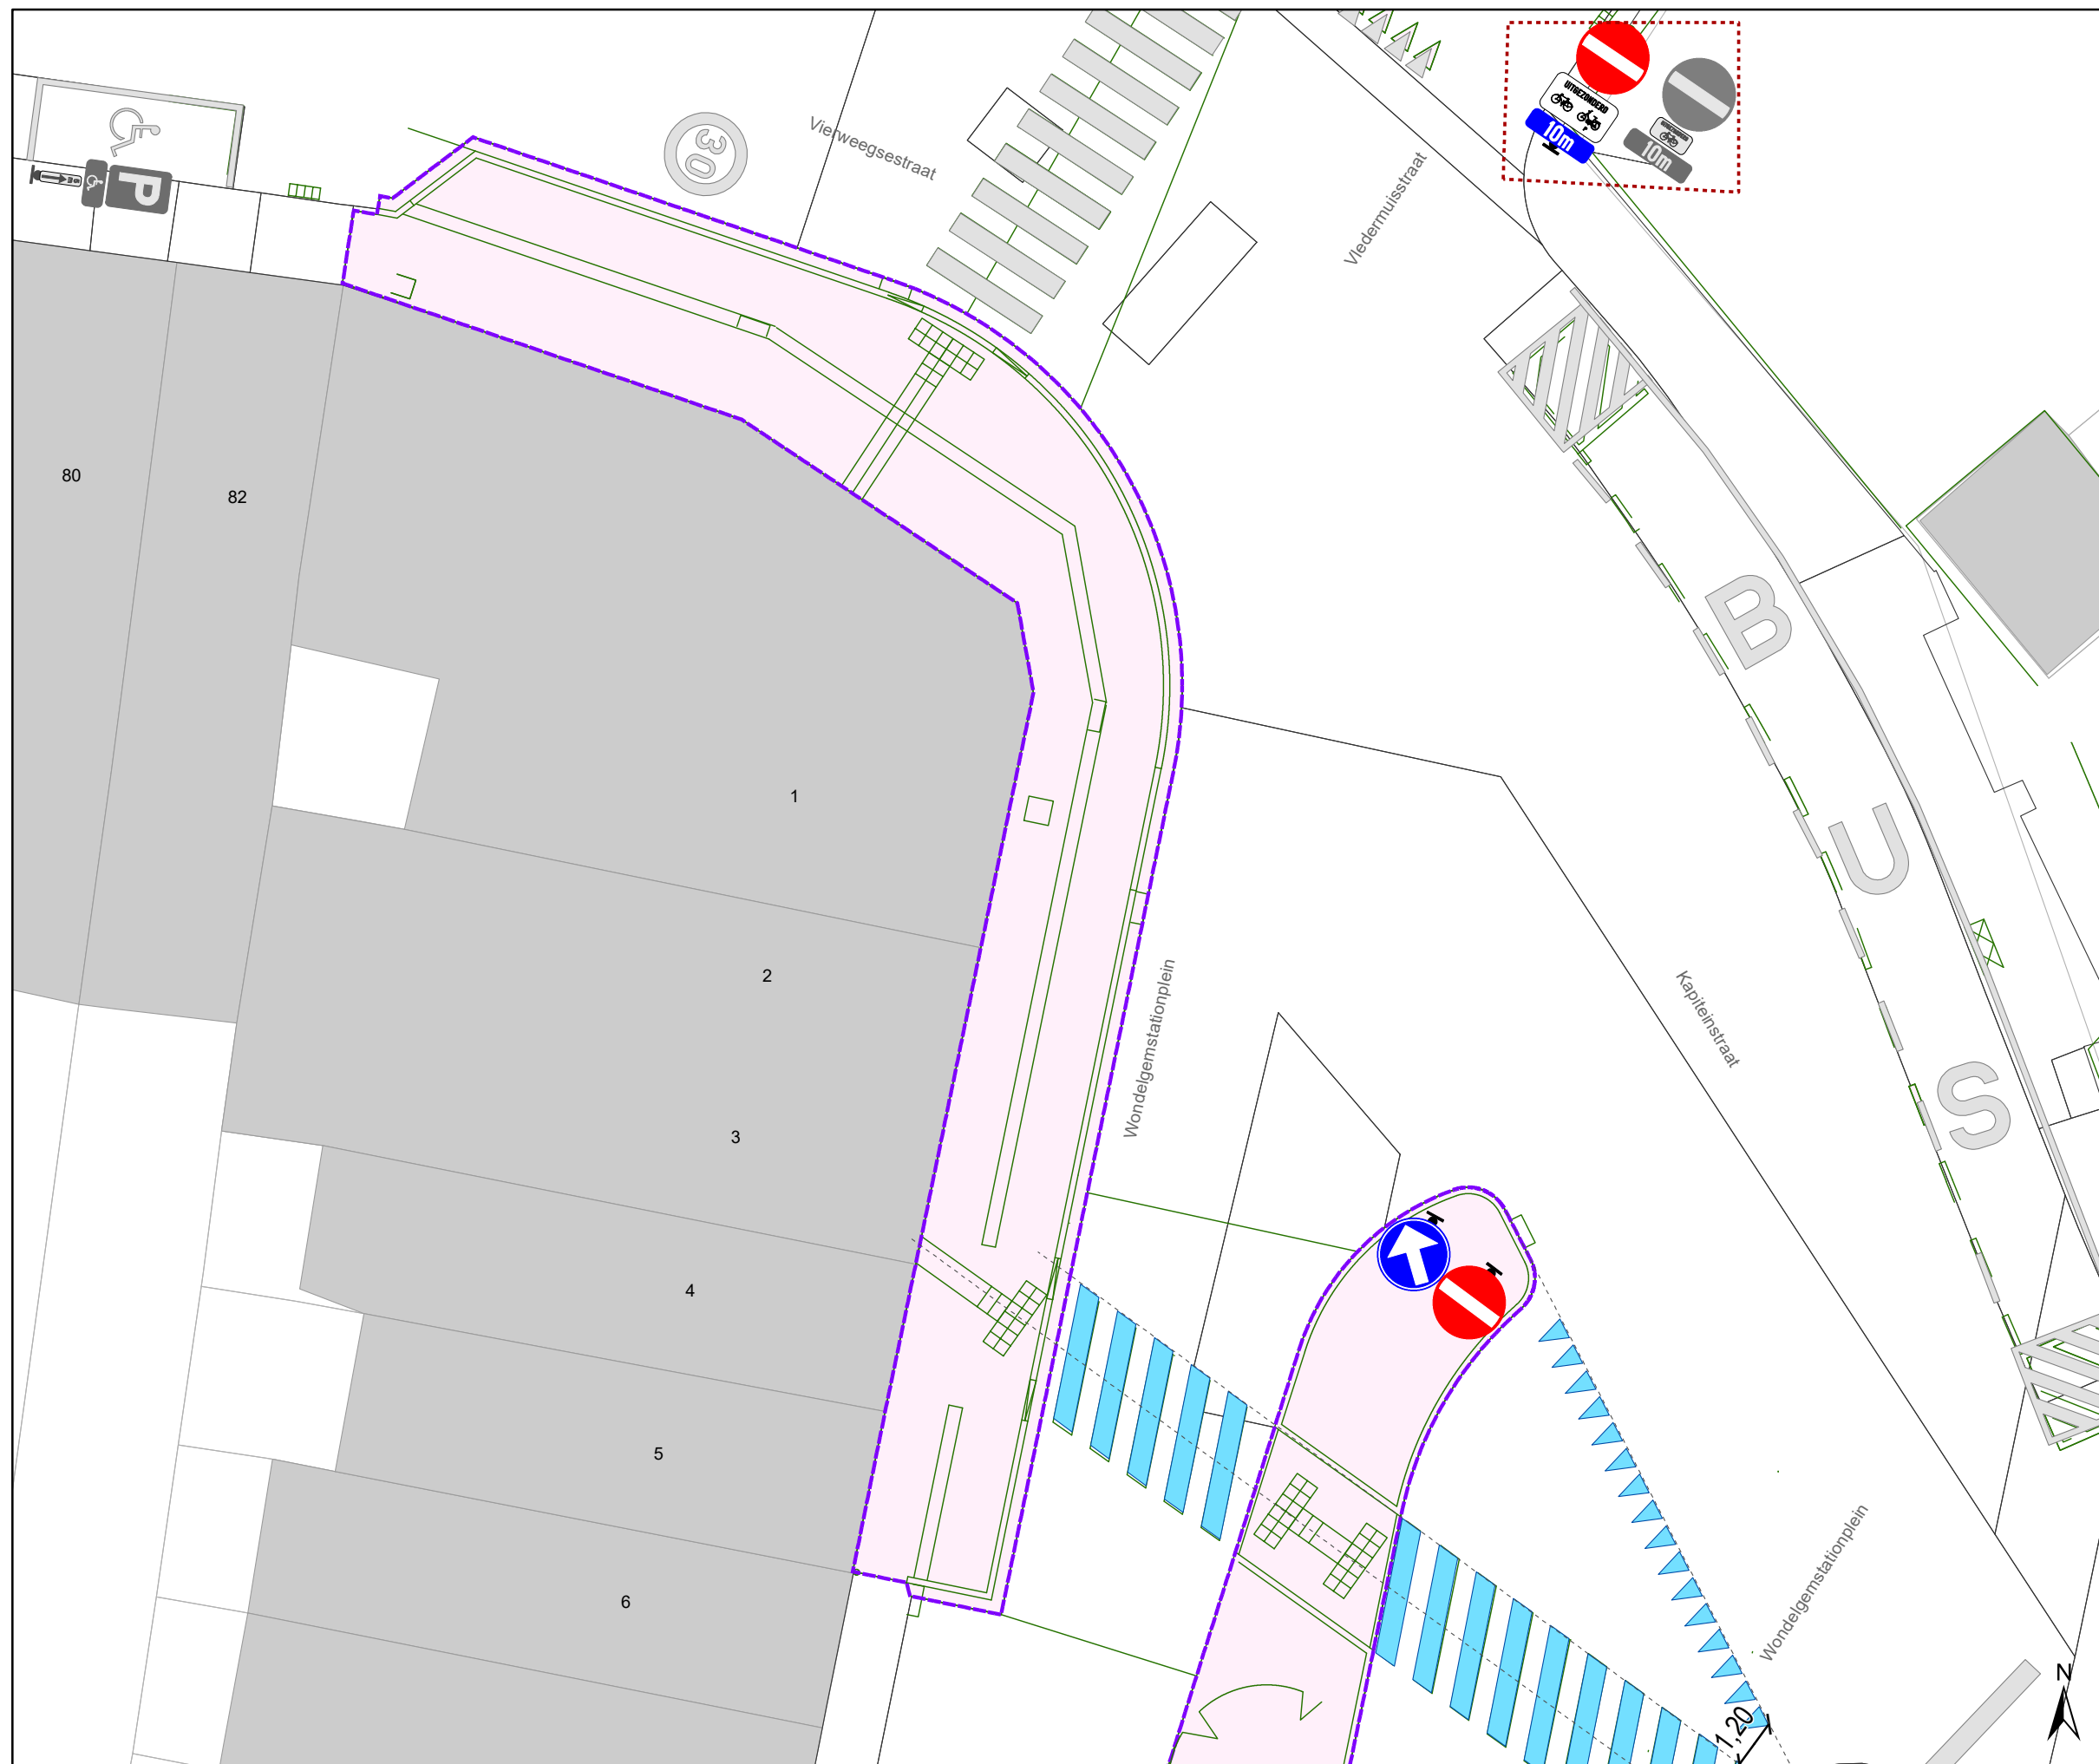 UITGEZONDERD
10m
10m
30
Vierweegsestraat
Vledermuisstraat
P
80
82
B
U
S
1
2
3
4
5
6
Wondelgemstationplein
Kapiteinstraat
Wondelgemstationplein
1,20
N